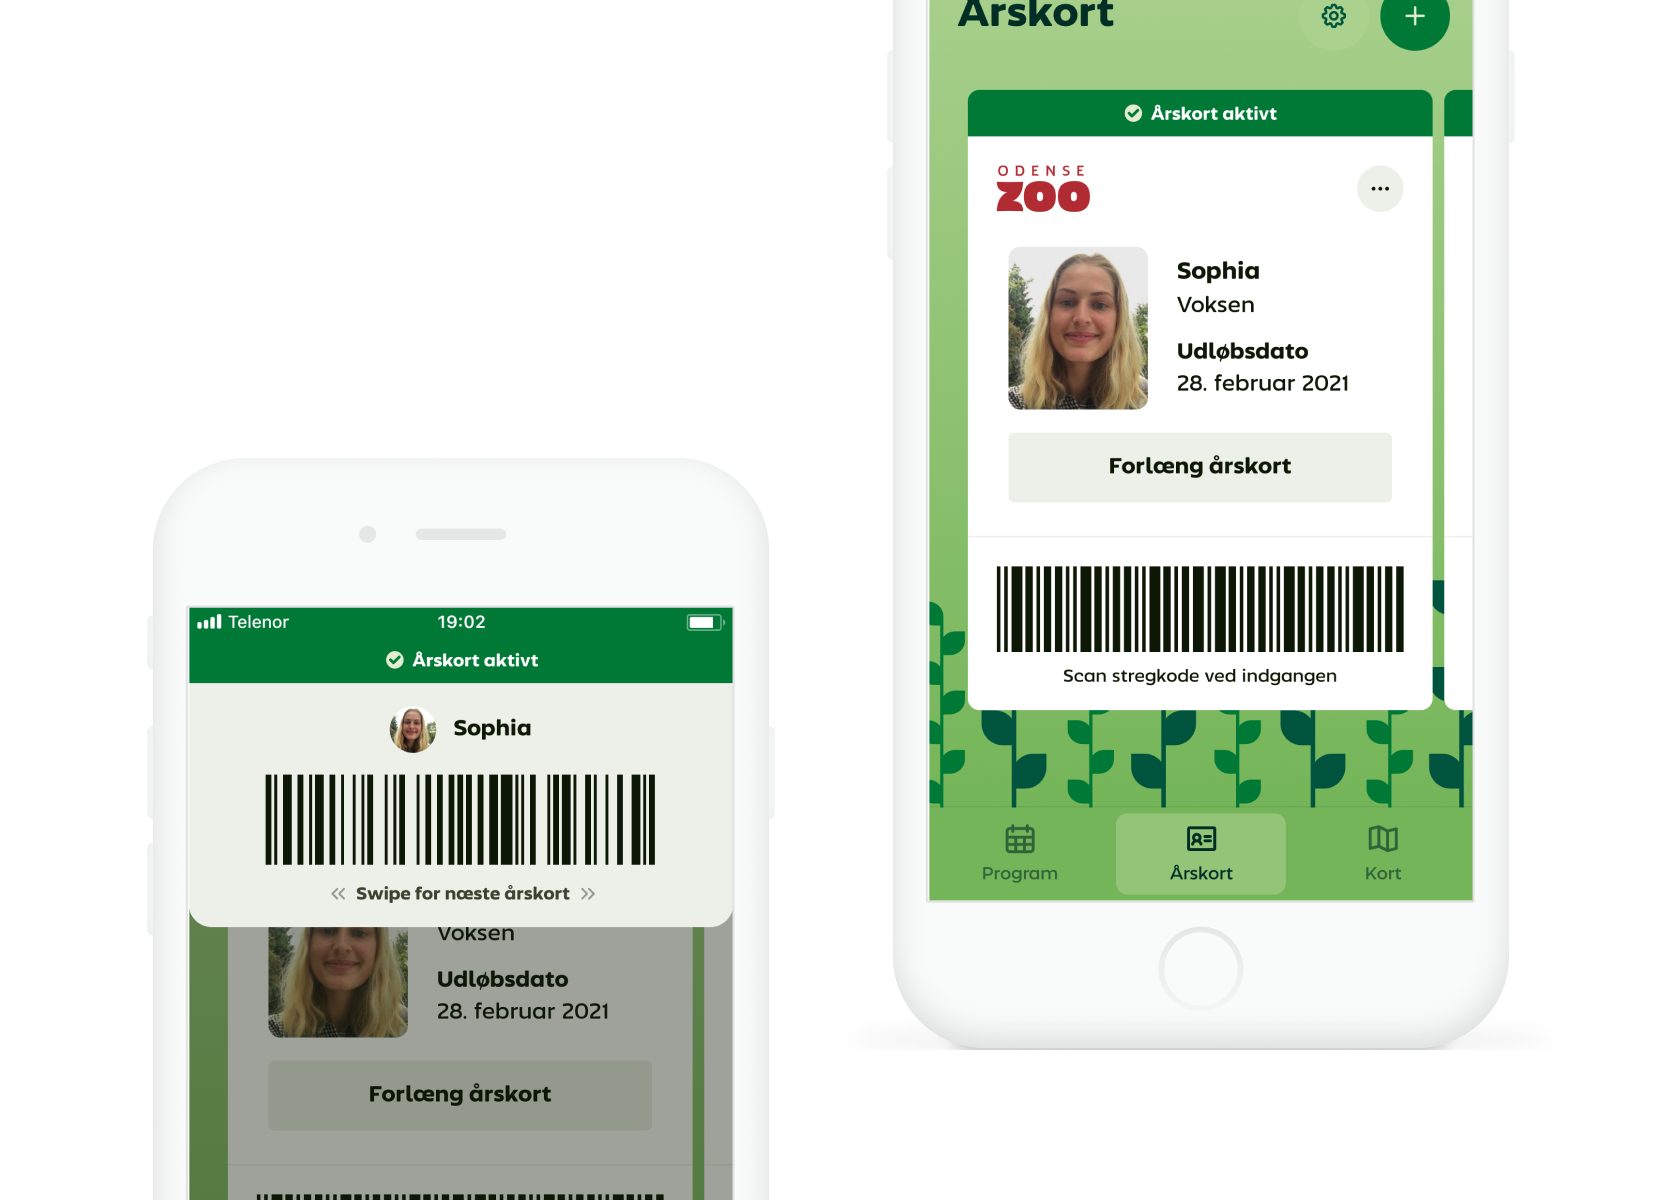 Årskort
Årskort aktivt
ODENSE
ZOO
Sophia
Voksen
Udløbsdato
28. februar 2021
Forlæng årskort
Scan stregkode ved indgangen
Program
Årskort
Kort
Telenor
19:02
Årskort aktivt
Sophia
Swipe for næste årskort
Voksen
Udløbsdato
28. februar 2021
Forlæng årskort